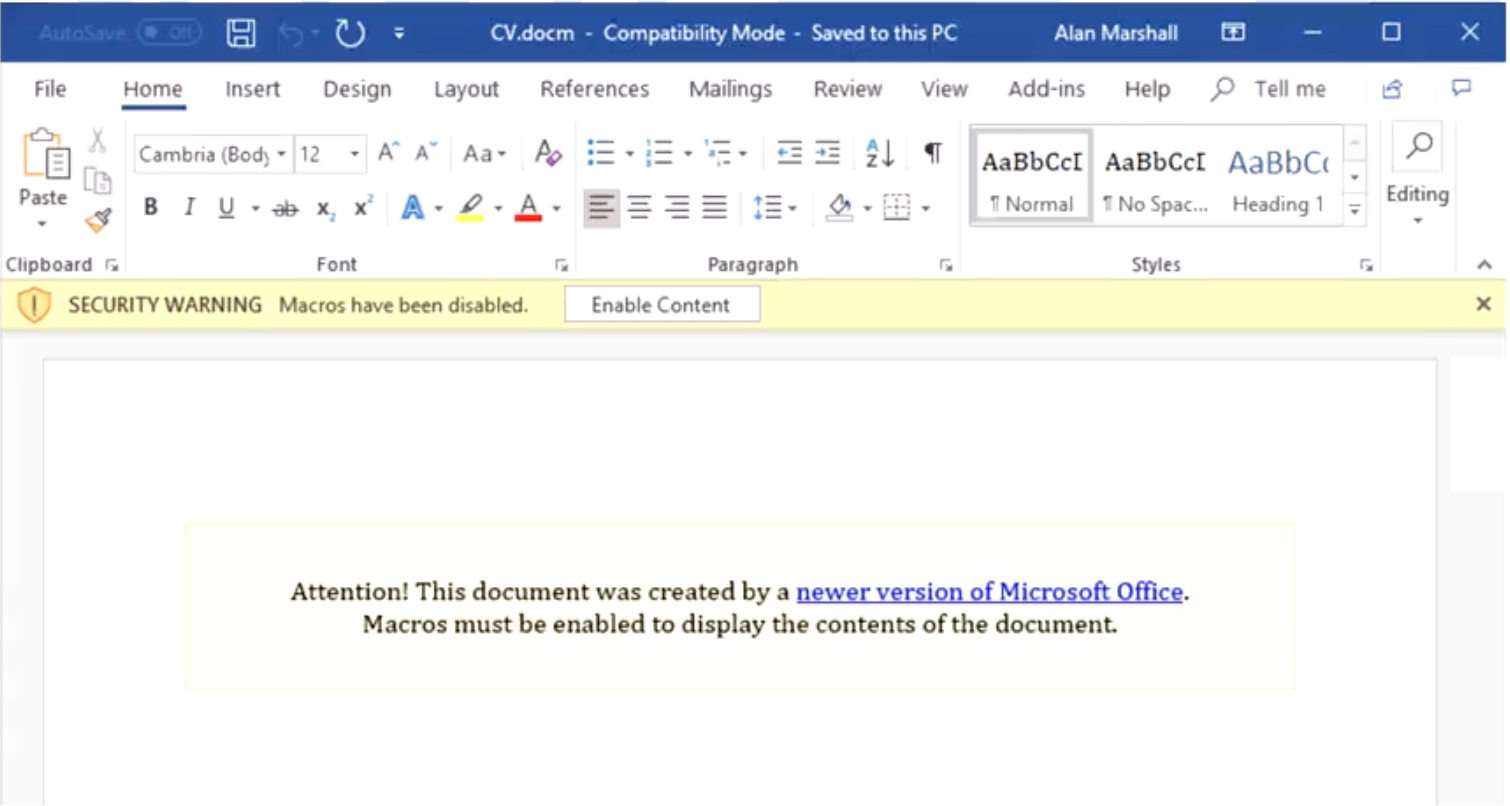 AutoSave Off CV.docm - Compatibility Mode - Saved to this PC Alan Marshall
File Home Insert Design Layout References Mailings Review View Add-ins Help Tell me
Cambria (Body 12 A A Aa A
Paste
B I U ab x2 x2 A A
A Z ¶
AaBbCcI AaBbCcI AaBbC
¶ Normal ¶ No Spac... Heading 1
Editing
Clipboard Font Paragraph Styles
SECURITY WARNING Macros have been disabled. Enable Content
Attention! This document was created by a newer version of Microsoft Office.
Macros must be enabled to display the contents of the document.